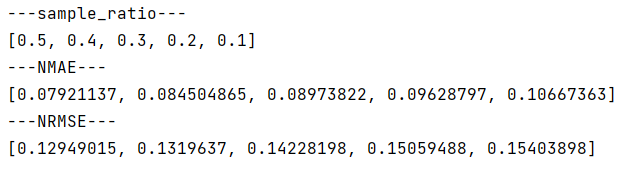 ---sample_ratio---
[0.5, 0.4, 0.3, 0.2, 0.1]
---NMAE---
[0.07921137, 0.084504865, 0.08973822, 0.09628797, 0.10667363]
---NRMSE---
[0.12949015, 0.1319637, 0.14228198, 0.15059488, 0.15403898]